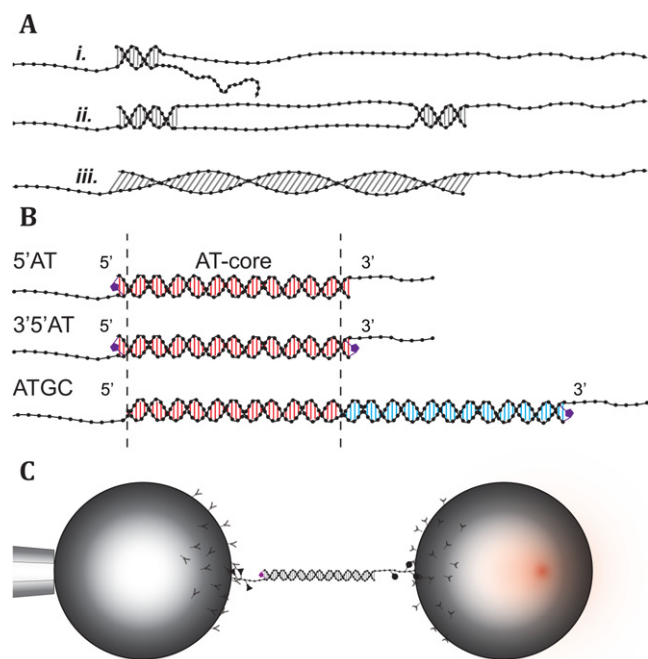 A
i.
ii.
iii.
B
5'AT 5' AT-core 3'
3'5'AT 5' 3'
ATGC 5' 3'
C